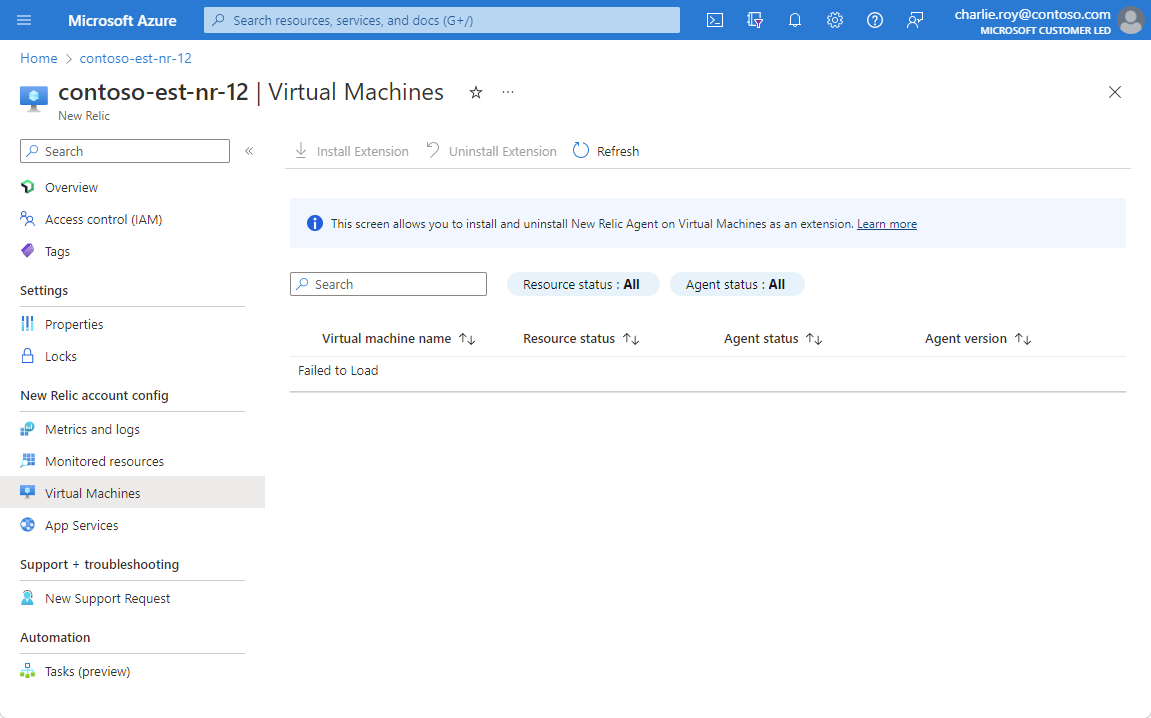 Microsoft Azure
Search resources, services, and docs (G+/)
charlie.roy@contoso.com
MICROSOFT CUSTOMER LED
Home > contoso-est-nr-12
contoso-est-nr-12 | Virtual Machines
New Relic
Search
Overview
Access control (IAM)
Tags
Settings
Properties
Locks
New Relic account config
Metrics and logs
Monitored resources
Virtual Machines
App Services
Support + troubleshooting
New Support Request
Automation
Tasks (preview)
Install Extension Uninstall Extension Refresh
This screen allows you to install and uninstall New Relic Agent on Virtual Machines as an extension. Learn more
Search Resource status : All Agent status : All
Virtual machine name Resource status Agent status Agent version
Failed to Load